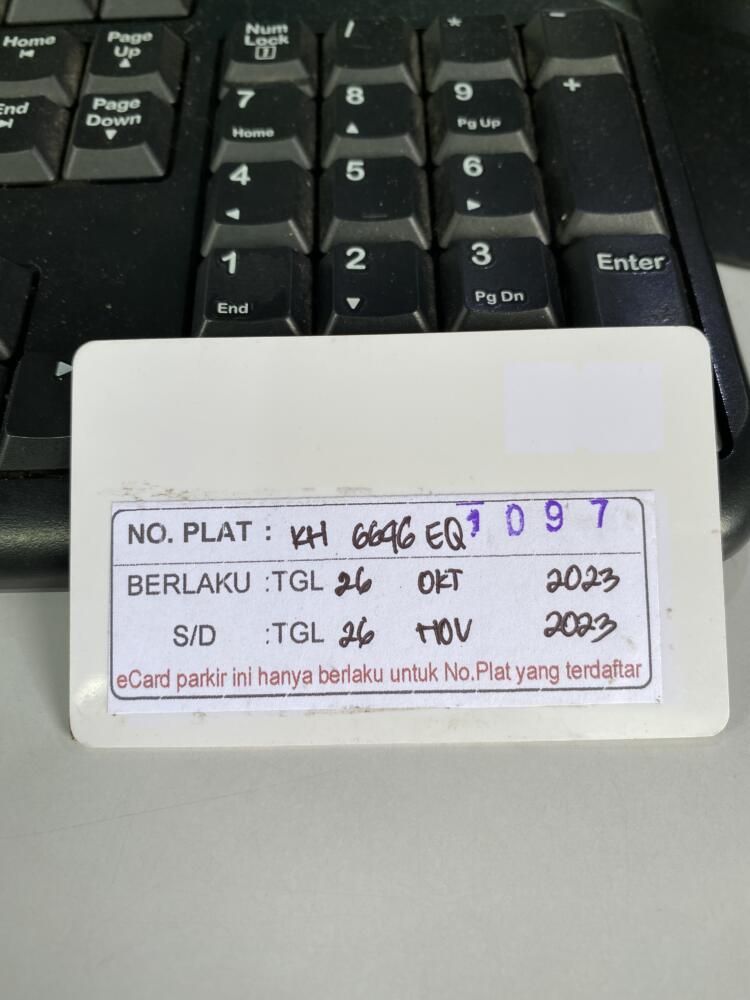 Home
Page Up
Num Lock
/
*
-
End
Page Down
7 Home
8
9 Pg Up
+
4
5
6
1 End
2
3 Pg Dn
Enter
NO. PLAT : KH 6696 EQ 1097
BERLAKU :TGL 26 OKT 2023
S/D :TGL 26 NOV 2023
eCard parkir ini hanya berlaku untuk No.Plat yang terdaftar